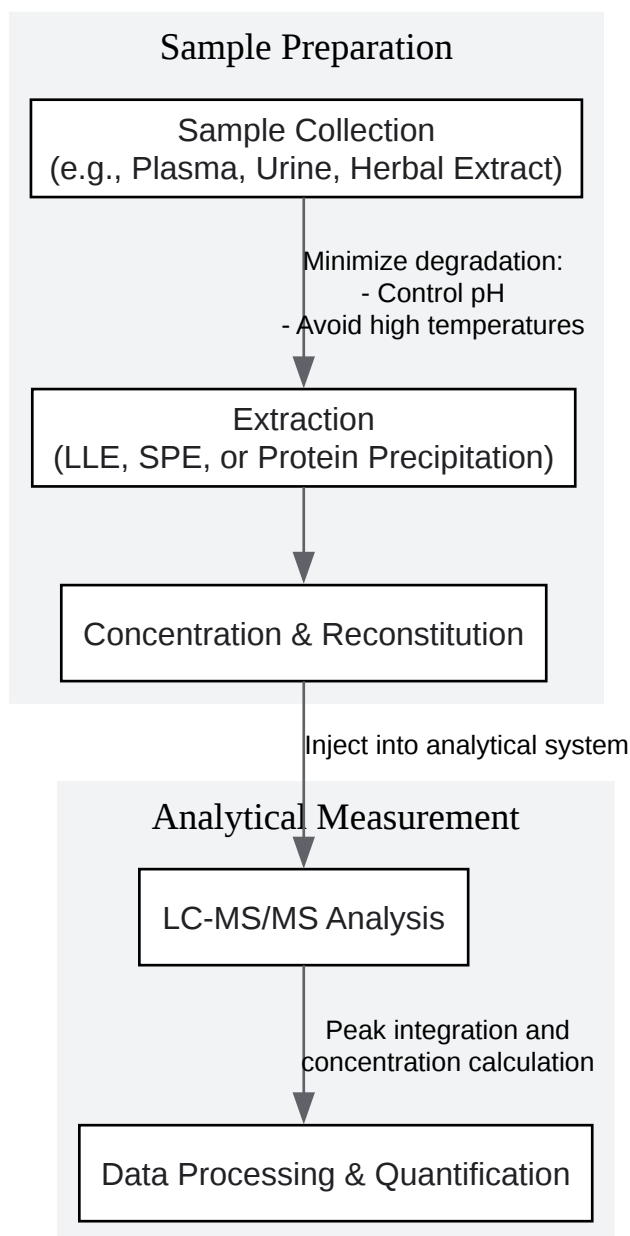 Sample Preparation
Sample Collection
(e.g., Plasma, Urine, Herbal Extract)
Minimize degradation:
- Control pH
- Avoid high temperatures
Extraction
(LLE, SPE, or Protein Precipitation)
Concentration & Reconstitution
Inject into analytical system
Analytical Measurement
LC-MS/MS Analysis
Peak integration and
concentration calculation
Data Processing & Quantification